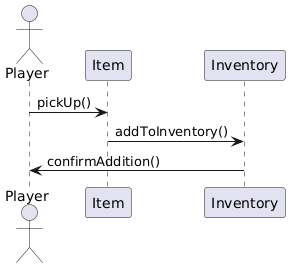 Player
Item
Inventory
pickUp()
addToInventory()
confirmAddition()
Player
Item
Inventory